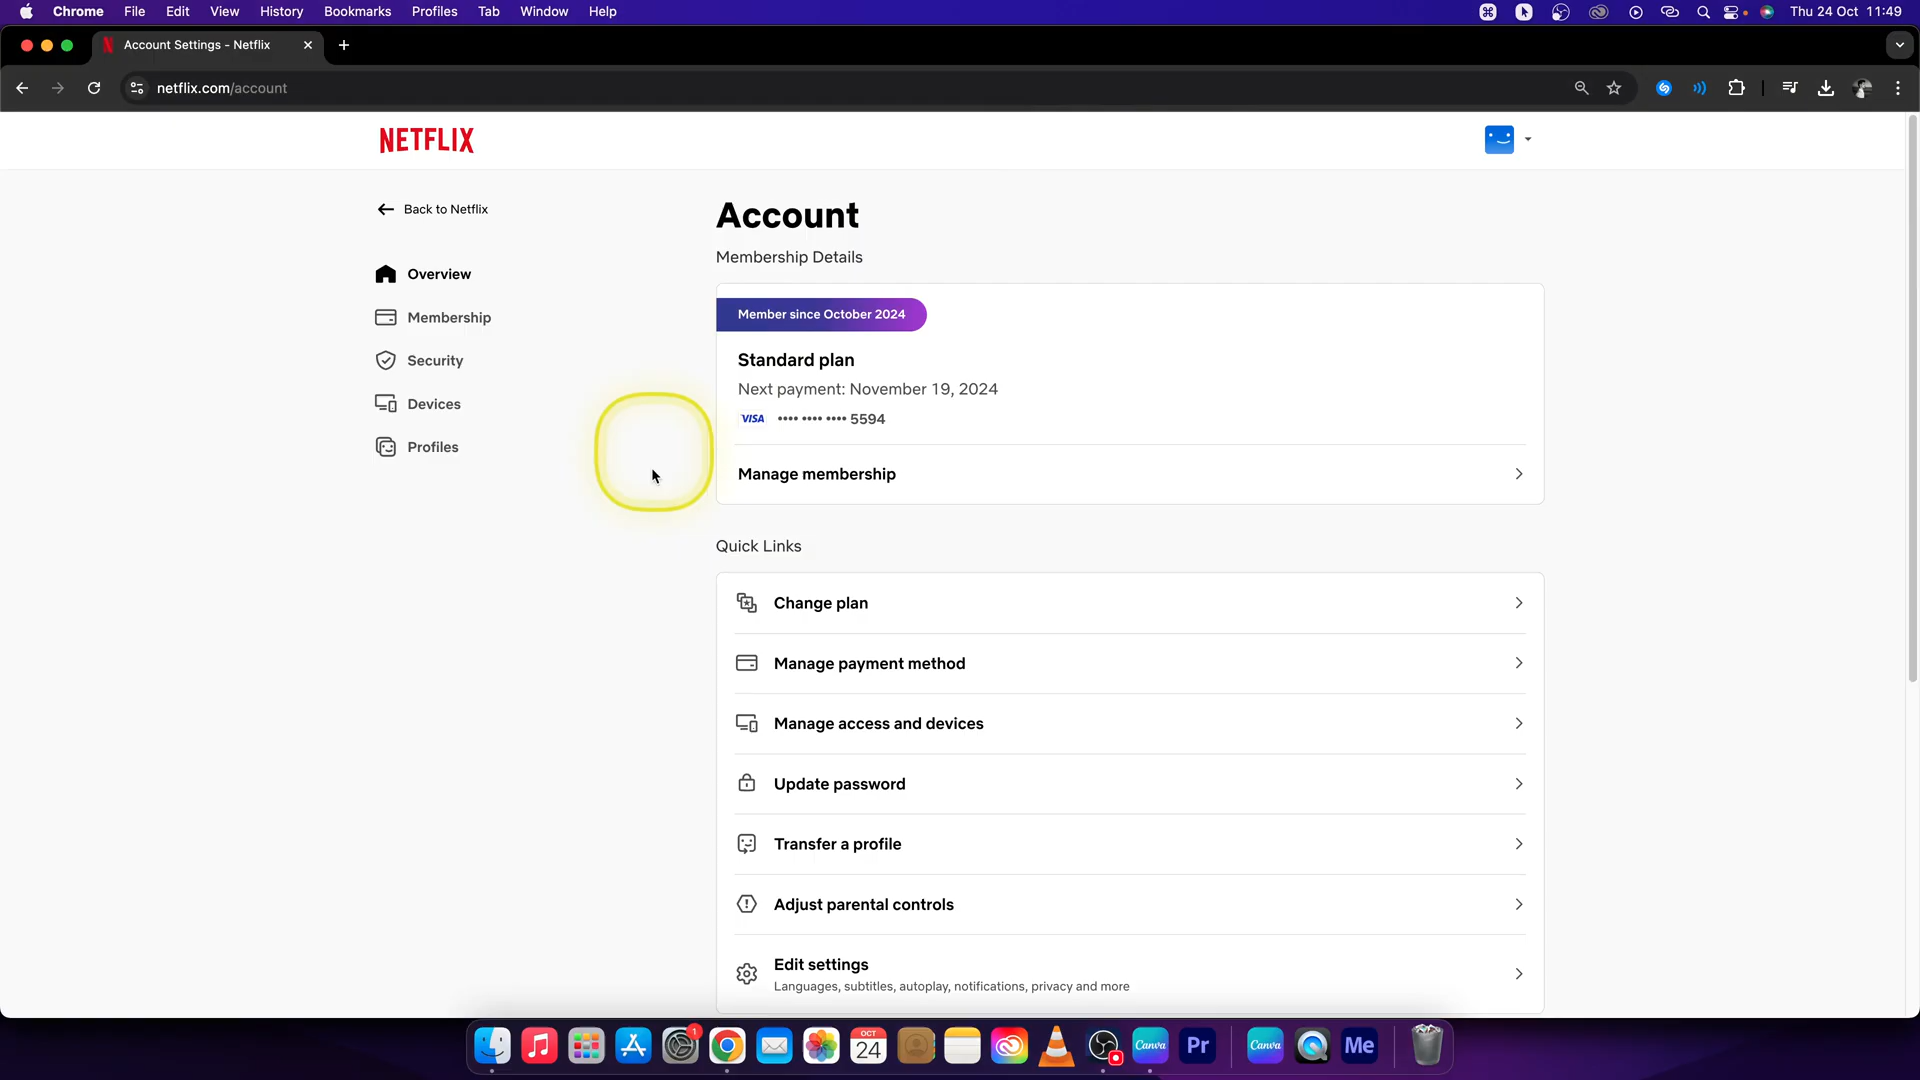 Chrome File Edit View History Bookmarks Profiles Tab Window Help Thu 24 Oct 11:49
Account Settings - Netflix
netflix.com/account
NETFLIX
Back to Netflix
Overview
Membership
Security
Devices
Profiles
Account
Membership Details
Member since October 2024
Standard plan
Next payment: November 19, 2024
VISA •••• •••• •••• 5594
Manage membership
Quick Links
Change plan
Manage payment method
Manage access and devices
Update password
Transfer a profile
Adjust parental controls
Edit settings
Languages, subtitles, autoplay, notifications, privacy and more
1
OCT
24
Canva
Pr
Canva
Me